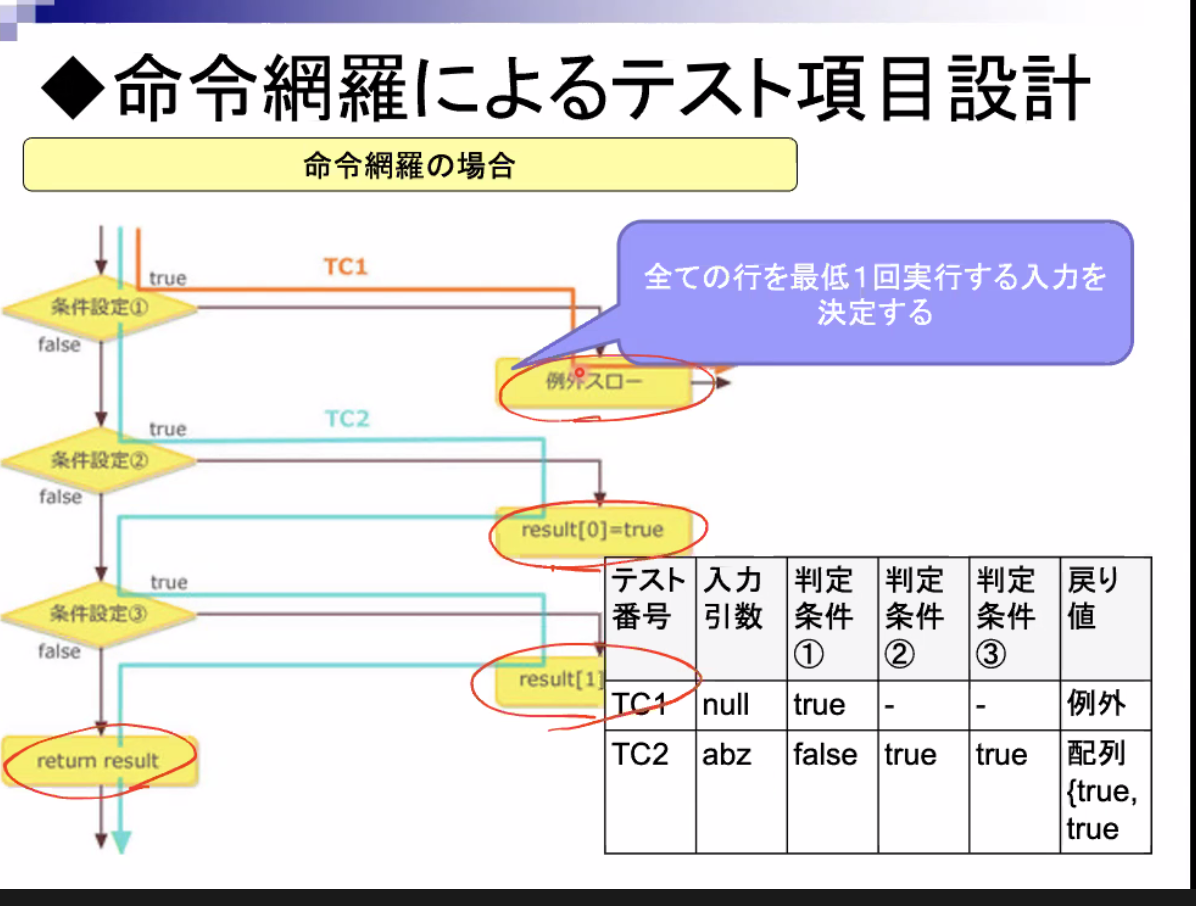 ◆命令網羅によるテスト項目設計
命令網羅の場合
全ての行を最低1回実行する入力を
決定する
true
TC1
条件設定①
false
例外スロー
true
TC2
条件設定②
false
result[0]=true
true
条件設定③
false
result[1]
return result
テスト番号 入力引数 判定条件① 判定条件② 判定条件③ 戻り値
TC1 null true - - 例外
TC2 abz false true true 配列{true, true